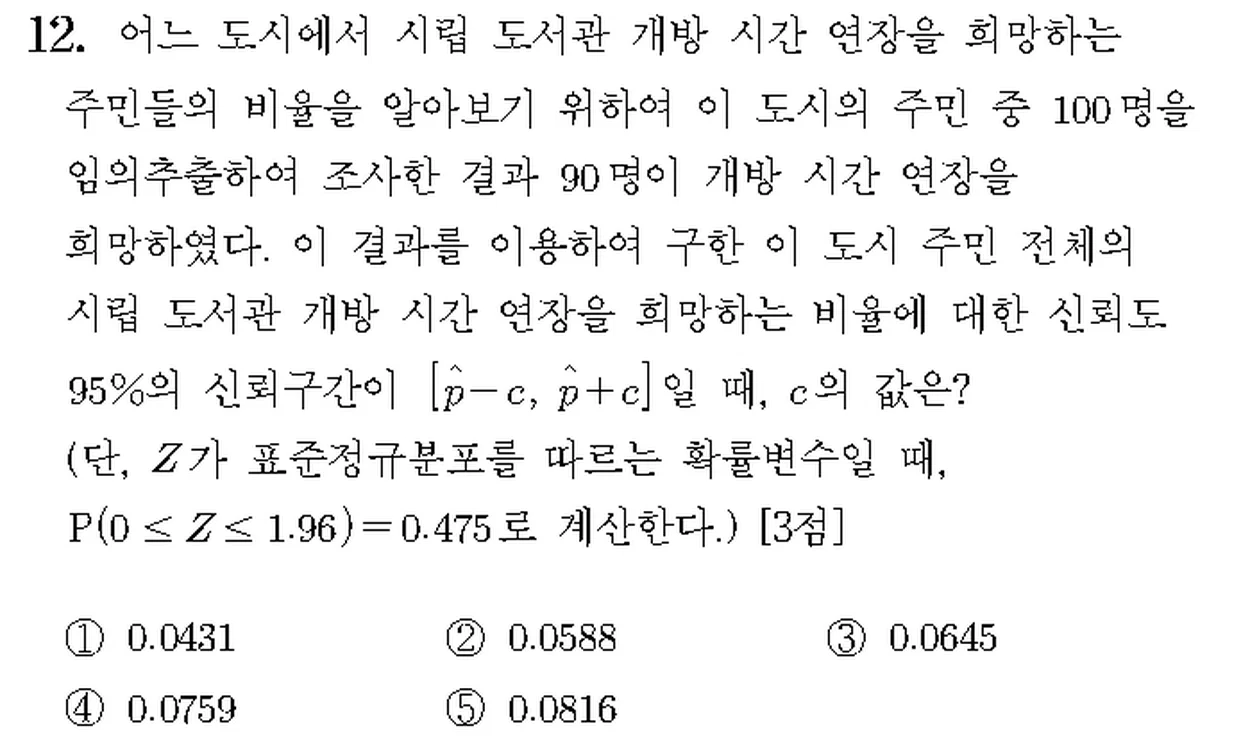 12. 어느 도시에서 시립 도서관 개방 시간 연장을 희망하는
주민들의 비율을 알아보기 위하여 이 도시의 주민 중 100명을
임의추출하여 조사한 결과 90명이 개방 시간 연장을
희망하였다. 이 결과를 이용하여 구한 이 도시 주민 전체의
시립 도서관 개방 시간 연장을 희망하는 비율에 대한 신뢰도
95%의 신뢰구간이 [p̂-c, p̂+c]일 때, c의 값은?
(단, Z가 표준정규분포를 따르는 확률변수일 때,
P(0 ≤ Z ≤ 1.96)=0.475로 계산한다.) [3점]
① 0.0431 ② 0.0588 ③ 0.0645
④ 0.0759 ⑤ 0.0816